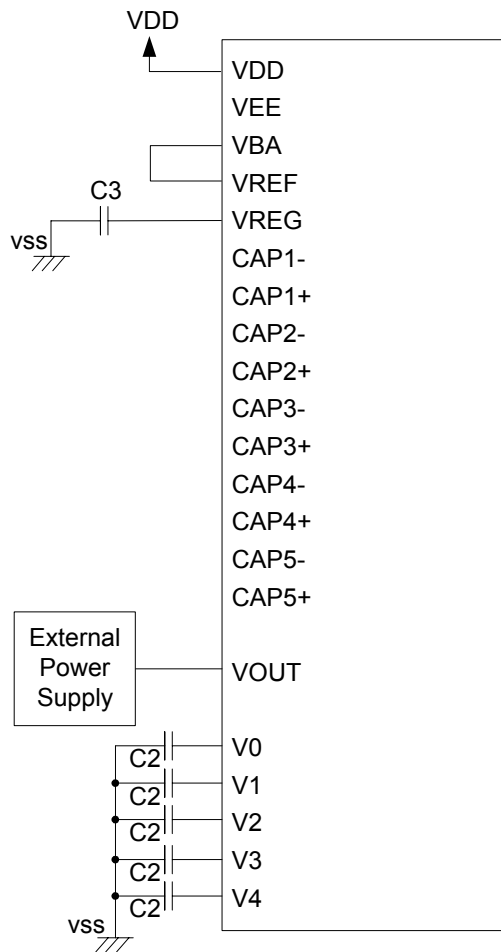 VDD
VDD
VEE
VBA
VREF
C3
VREG
vss
CAP1-
CAP1+
CAP2-
CAP2+
CAP3-
CAP3+
CAP4-
CAP4+
CAP5-
CAP5+
External
Power
Supply
VOUT
V0
C2
V1
C2
V2
C2
V3
C2
V4
C2
vss